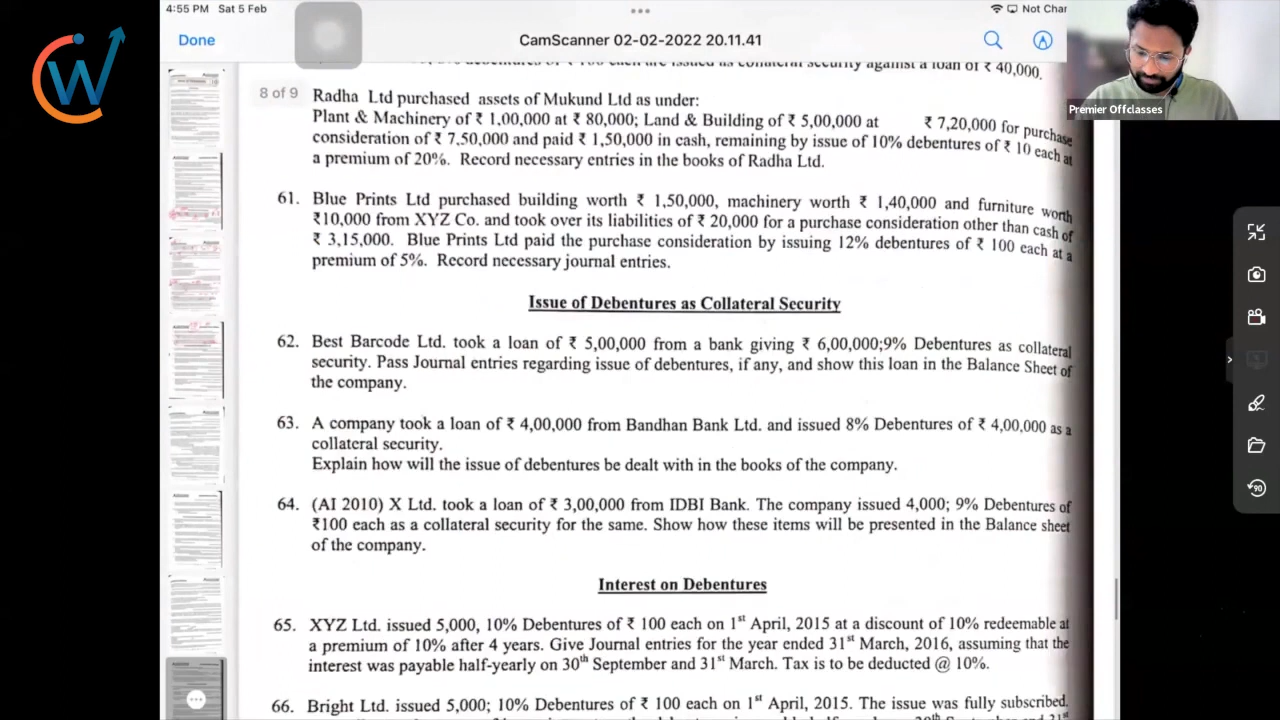 4:55 PM Sat 5 Feb
Not Char
Done
CamScanner 02-02-2022 20.11.41
Premier Offclasses
W
8 of 9
debentures of ₹ 100 each are issued as collateral security against a loan of ₹ 40,000.
Radha Ltd purchased assets of Mukund Ltd as under:
Plant & Machinery of ₹ 1,00,000 at ₹ 80,000; Land & Building of ₹ 5,00,000 at ₹ 7,20,000 for purchase
consideration of ₹ 7,50,000 and paid ₹ 1,50,000 in cash, remaining by issue of 10% debentures of ₹ 10 each at
a premium of 20%. Record necessary entries in the books of Radha Ltd.
61. Blue Prints Ltd purchased building worth ₹ 1,50,000, machinery worth ₹ 1,40,000 and furniture worth
₹10,000 from XYZ Co. and took over its libilities of ₹ 20,000 for a purchase consideration other than cash of
₹ 3,15,000. Blue Prints Ltd paid the purchase consideration by issuing 12% debentures of ₹ 100 each at a
premium of 5%. Record necessary journal entries.
Issue of Debentures as Collateral Security
62. Best Barcode Ltd. took a loan of ₹ 5,00,000 from a bank giving ₹ 6,00,000;9% Debentures as collateral
security. Pass Journal entries regarding issue of debentures, if any, and show this loan in the Balance Sheet of
the company.
63. A company took a loan of ₹ 4,00,000 from Bandhan Bank Ltd. and issued 8% Debentures of ₹ 4,00,000 as a
collateral security.
Explain how will the issue of debentures be dealt with in the books of the company.
64. (AI 2010) X Ltd. took a loan of ₹ 3,00,000 from IDBI Bank. The company issued 4,000; 9% Debentures of
₹100 each as a collateral security for the same. Show how these items will be presented in the Balance sheet
of the company.
Interest on Debentures
65. XYZ Ltd. issued 5,000, 10% Debentures of ₹ 100 each on 1st April, 2015 at a discount of 10% redeemable at
a premium of 10% after 4 years. Give Journal entries for the year ended 31st March, 2016, assuming that the
interest was payable half-yearly on 30th September and 31st March. Tax is to be deducted @ 10%.
66. Bright Ltd. issued 5,000; 10% Debentures of ₹ 100 each on 1st April, 2015. The issue was fully subscribed.
90